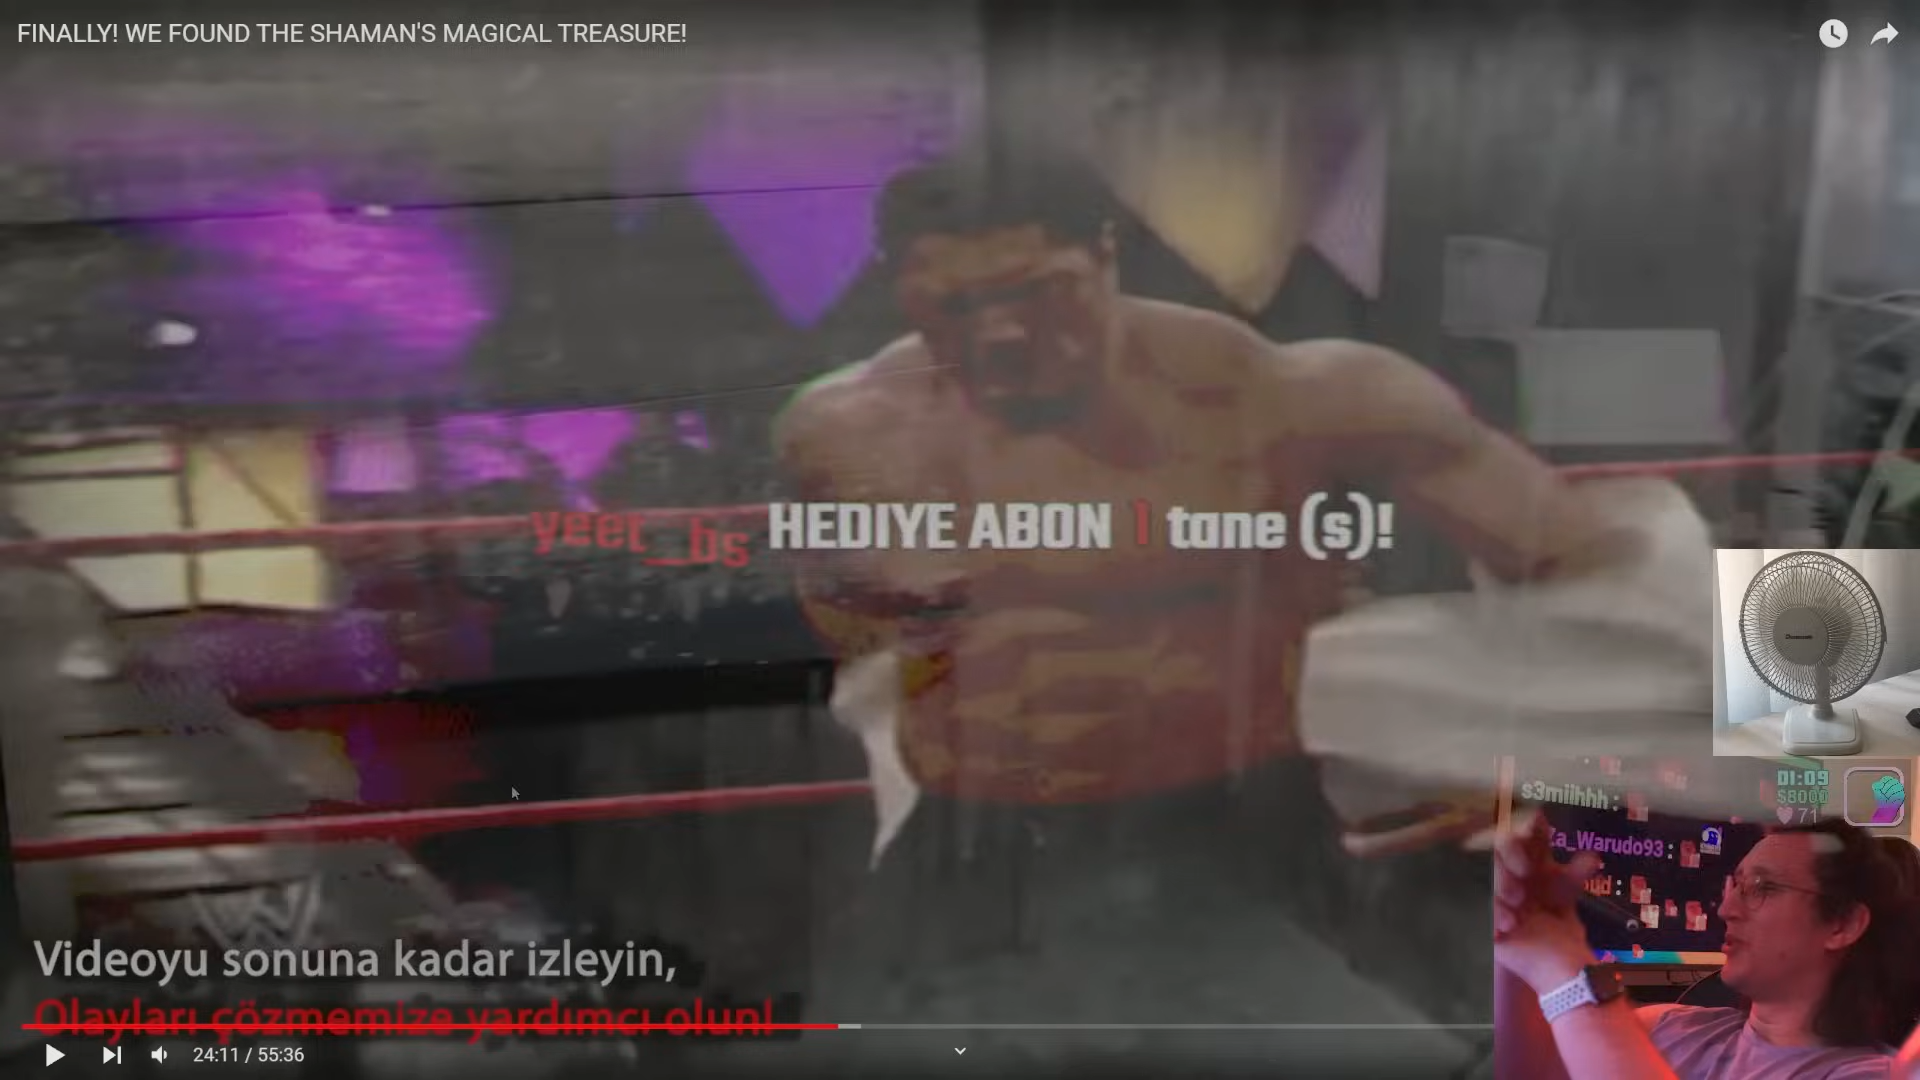 FINALLY! WE FOUND THE SHAMAN'S MAGICAL TREASURE!
yeet_bs HEDIYE ABON 1 tane (s)!
s3miihhh :
01:09
$8000
71
Za_Warudo93 :
Videoyu sonuna kadar izleyin,
Olayları çözmemize yardımcı olun!
24:11 / 55:36